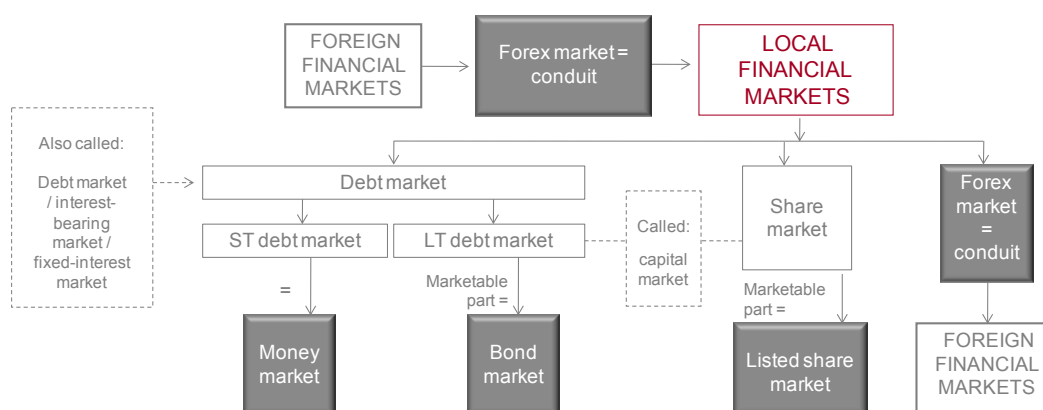 FOREIGN
FINANCIAL
MARKETS
Forex market =
conduit
LOCAL
FINANCIAL
MARKETS
Also called:
Debt market
/ interest-
bearing
market /
fixed-interest
market
Debt market
ST debt market
LT debt market
Called:
capital
market
Share
market
Forex
market
=
conduit
=
Marketable
part =
Marketable
part =
Money
market
Bond
market
Listed share
market
FOREIGN
FINANCIAL
MARKETS